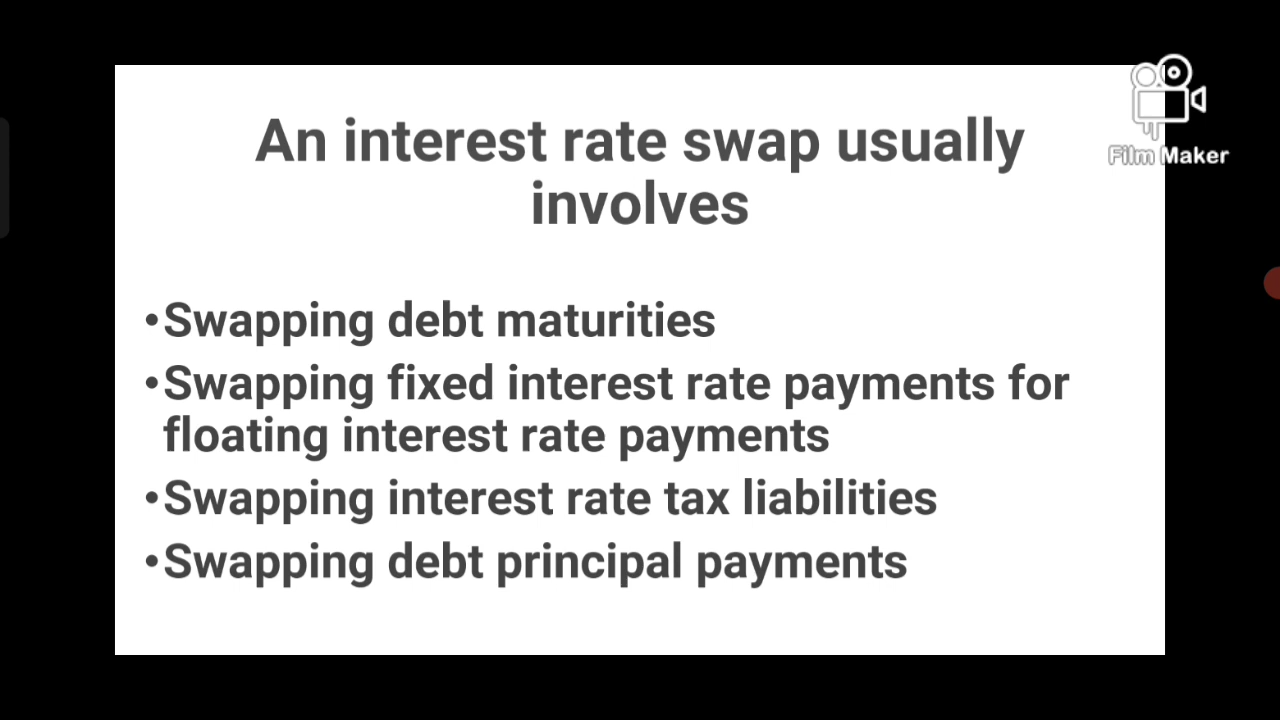 An interest rate swap usually
involves
Film Maker
•Swapping debt maturities
•Swapping fixed interest rate payments for
floating interest rate payments
•Swapping interest rate tax liabilities
•Swapping debt principal payments